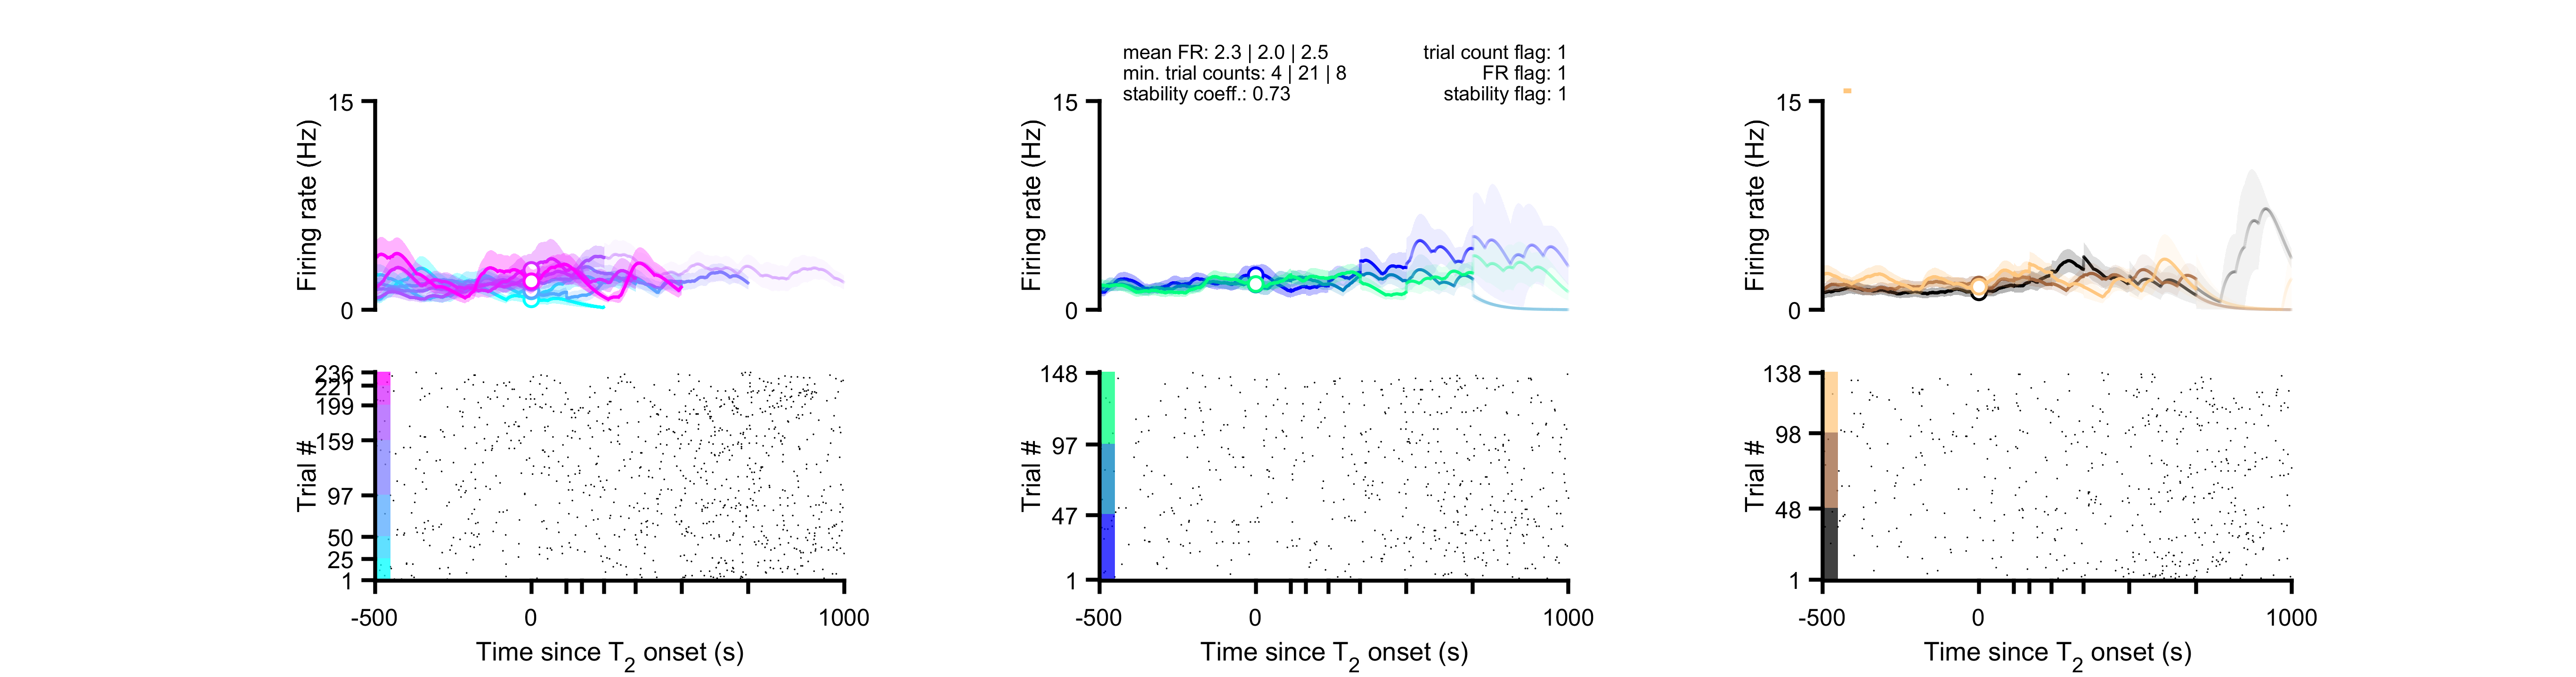 mean FR: 2.3 | 2.0 | 2.5
trial count flag: 1
min. trial counts: 4 | 21 | 8
FR flag: 1
stability coeff.: 0.73
stability flag: 1
15
Firing rate (Hz)
0
15
Firing rate (Hz)
0
15
Firing rate (Hz)
0
236
221
199
159
97
50
25
1
Trial #
-500
0
1000
Time since T2 onset (s)
148
97
47
1
Trial #
-500
0
1000
Time since T2 onset (s)
138
98
48
1
Trial #
-500
0
1000
Time since T2 onset (s)